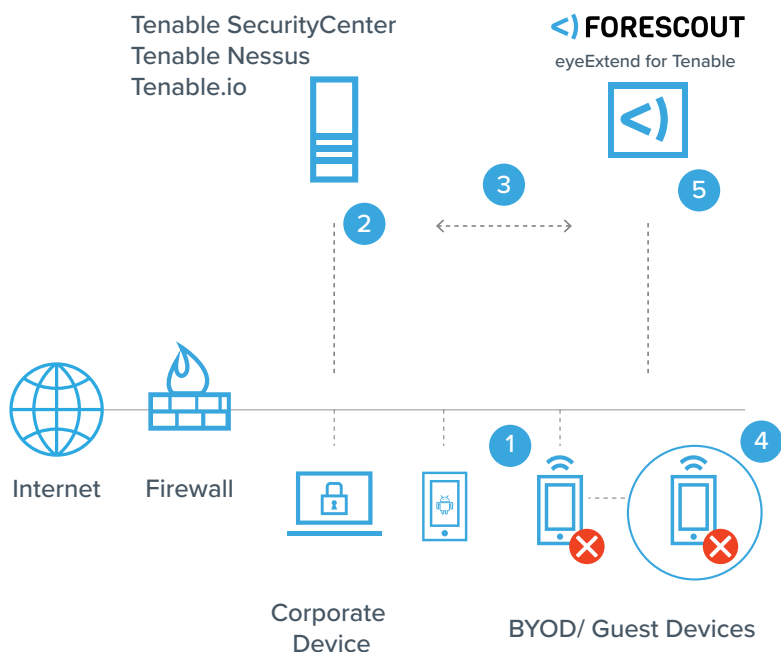 Tenable SecurityCenter
Tenable Nessus
Tenable.io
FORESCOUT
eyeExtend for Tenable
3
5
2
1
4
Internet
Firewall
Corporate
Device
BYOD/ Guest Devices